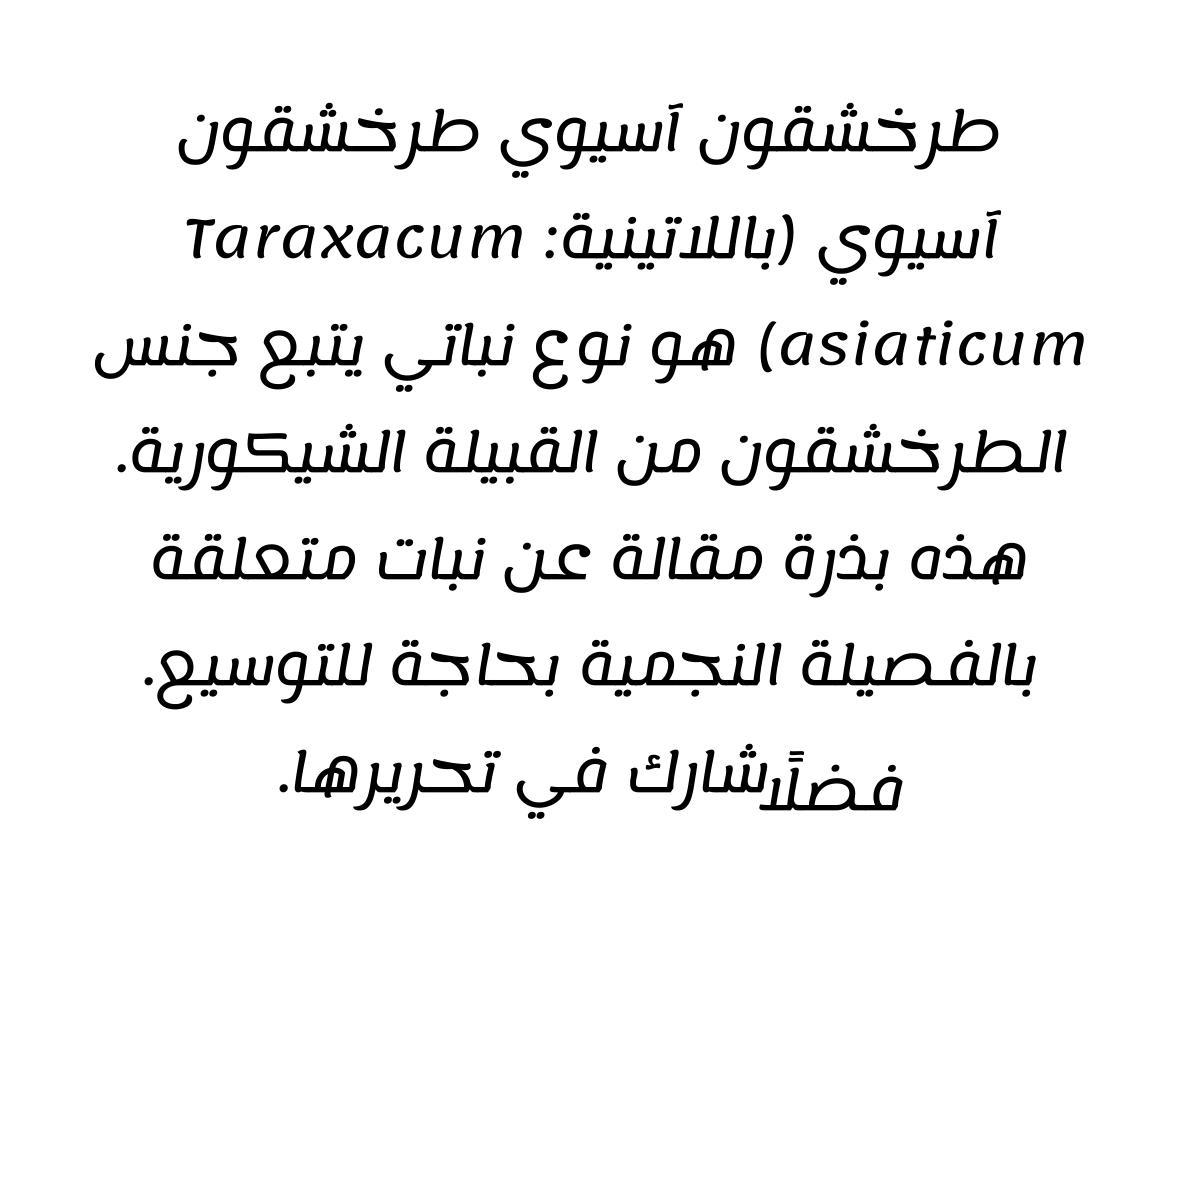 طرخشقون آسيوي طرخشقون
آسيوي (باللاتينية: Taraxacum
asiaticum) هو نوع نباتي يتبع جنس
الطرخشقون من القبيلة الشيكورية.
هذه بذرة مقالة عن نبات متعلقة
بالفصيلة النجمية بحاجة للتوسيع.
فضلًا شارك في تحريرها.